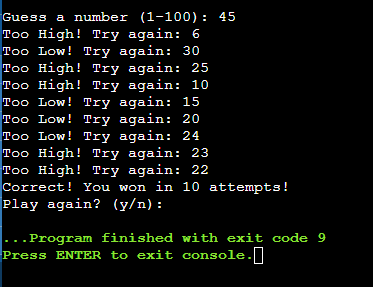 Guess a number (1-100): 45
Too High! Try again: 6
Too Low! Try again: 30
Too High! Try again: 25
Too High! Try again: 10
Too Low! Try again: 15
Too Low! Try again: 20
Too Low! Try again: 24
Too High! Try again: 23
Too High! Try again: 22
Correct! You won in 10 attempts!
Play again? (y/n):
...Program finished with exit code 9
Press ENTER to exit console.